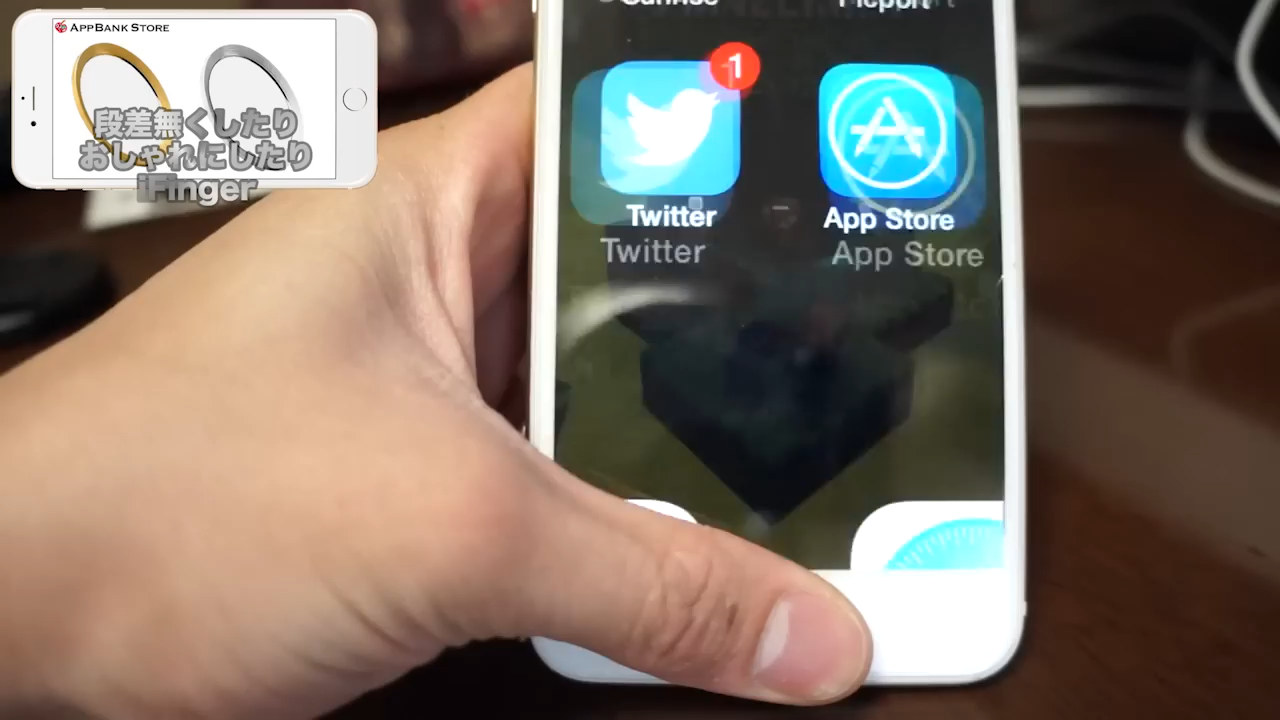 APPBANK STORE
段差無くしたり
おしゃれにしたり
iFinger
1
Twitter
App Store
Twitter
App Store